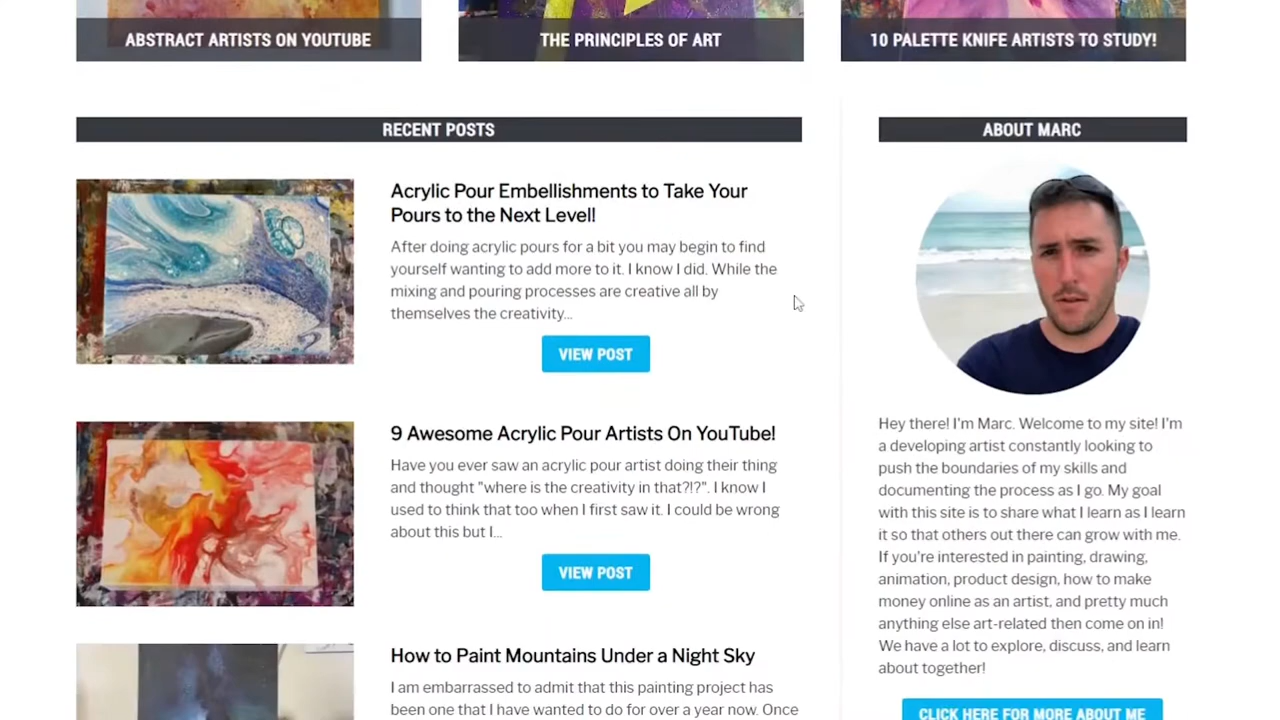 ABSTRACT ARTISTS ON YOUTUBE
THE PRINCIPLES OF ART
10 PALETTE KNIFE ARTISTS TO STUDY!
RECENT POSTS
Acrylic Pour Embellishments to Take Your
Pours to the Next Level!
After doing acrylic pours for a bit you may begin to find
yourself wanting to add more to it. I know I did. While the
mixing and pouring processes are creative all by
themselves the creativity...
VIEW POST
9 Awesome Acrylic Pour Artists On YouTube!
Have you ever saw an acrylic pour artist doing their thing
and thought "where is the creativity in that?!?". I know I
used to think that too when I first saw it. I could be wrong
about this but I...
VIEW POST
How to Paint Mountains Under a Night Sky
I am embarrassed to admit that this painting project has
been one that I have wanted to do for over a year now. Once
ABOUT MARC
Hey there! I'm Marc. Welcome to my site! I'm
a developing artist constantly looking to
push the boundaries of my skills and
documenting the process as I go. My goal
with this site is to share what I learn as I learn
it so that others out there can grow with me.
If you're interested in painting, drawing,
animation, product design, how to make
money online as an artist, and pretty much
anything else art-related then come on in!
We have a lot to explore, discuss, and learn
about together!
CLICK HERE FOR MORE ABOUT ME